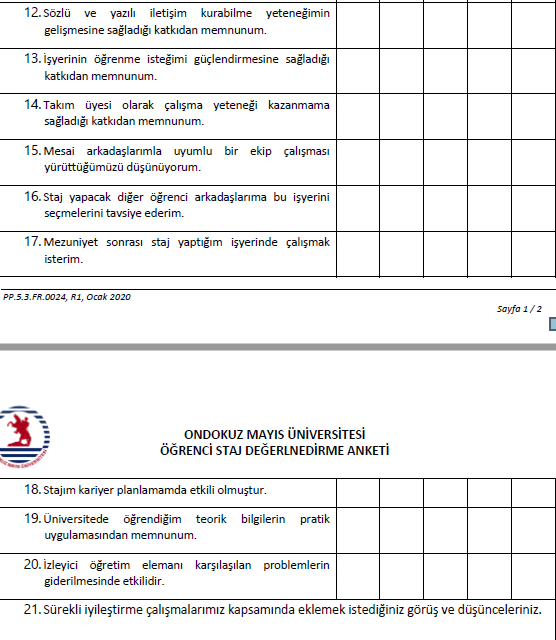 12. Sözlü ve yazılı iletişim kurabilme yeteneğimin
gelişmesine sağladığı katkıdan memnunum.
13. İşyerinin öğrenme isteğimi güçlendirmesine sağladığı
katkıdan memnunum.
14. Takım üyesi olarak çalışma yeteneği kazanmama
sağladığı katkıdan memnunum.
15. Mesai arkadaşlarımla uyumlu bir ekip çalışması
yürüttüğümüzü düşünüyorum.
16. Staj yapacak diğer öğrenci arkadaşlarıma bu işyerini
seçmelerini tavsiye ederim.
17. Mezuniyet sonrası staj yaptığım işyerinde çalışmak
isterim.
PP.5.3.FR.0024, R1, Ocak 2020
Sayfa 1 / 2
ONDOKUZ MAYIS ÜNİVERSİTESİ
ÖĞRENCİ STAJ DEĞERLNEDİRME ANKETİ
18. Stajım kariyer planlamamda etkili olmuştur.
19. Üniversitede öğrendiğim teorik bilgilerin pratik
uygulamasından memnunum.
20. İzleyici öğretim elemanı karşılaşılan problemlerin
giderilmesinde etkilidir.
21. Sürekli iyileştirme çalışmalarımız kapsamında eklemek istediğiniz görüş ve düşünceleriniz.